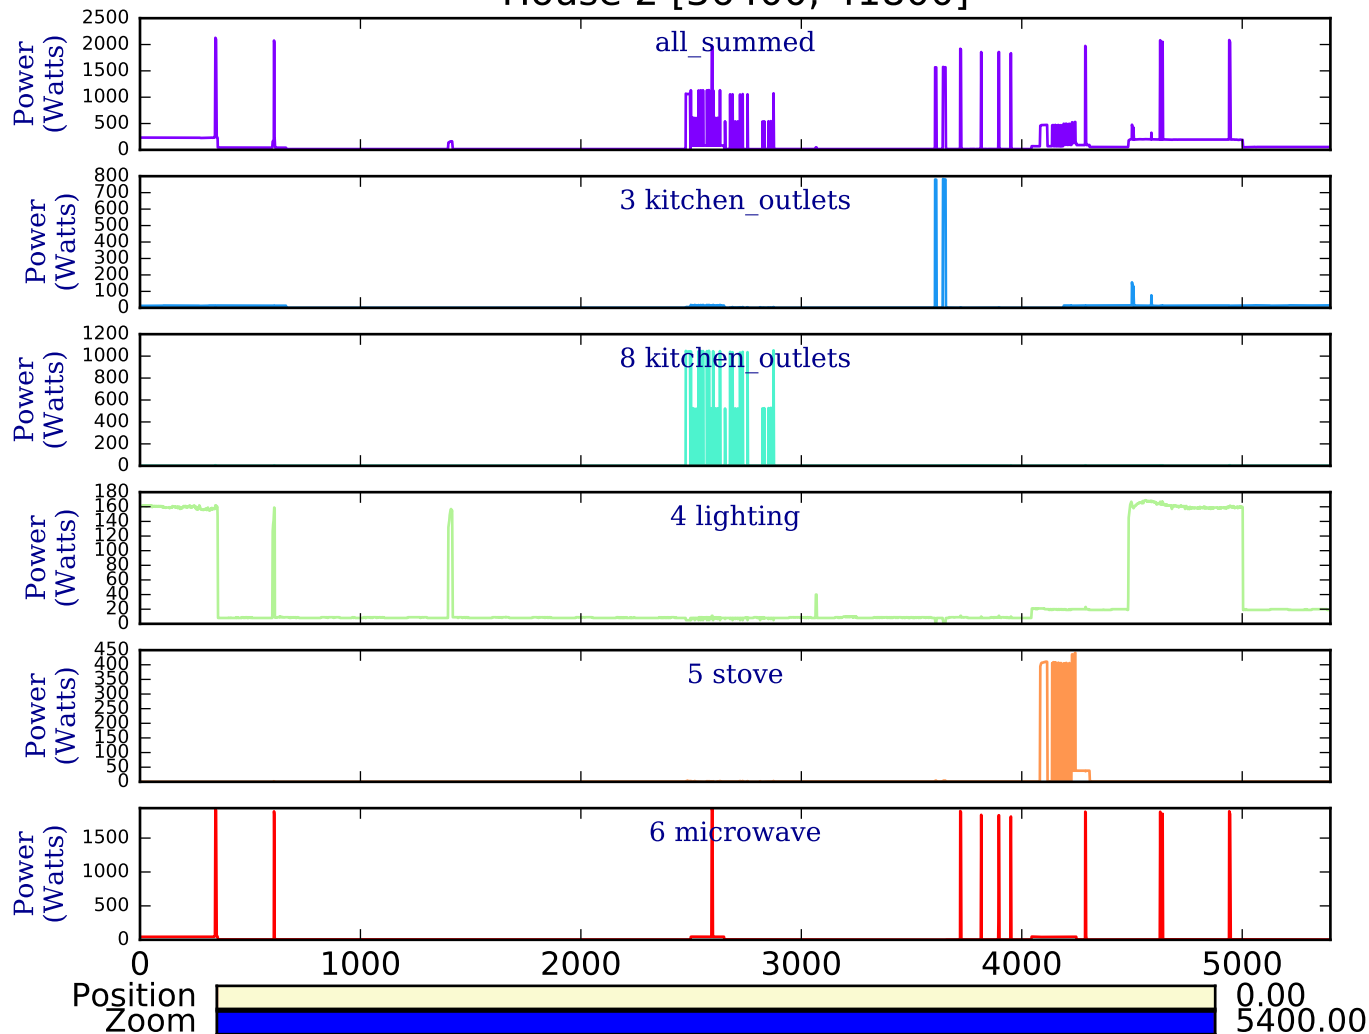 House 2 [36400, 41800]
Power
(Watts)
2500
2000
1500
1000
500
0
all_summed
Power
(Watts)
800
700
600
500
400
300
200
100
0
3 kitchen_outlets
Power
(Watts)
1200
1000
800
600
400
200
0
8 kitchen_outlets
Power
(Watts)
180
160
140
120
100
80
60
40
20
0
4 lighting
Power
(Watts)
450
400
350
300
250
200
150
100
50
0
5 stove
Power
(Watts)
1500
1000
500
0
6 microwave
0 1000 2000 3000 4000 5000
Position 0.00
Zoom 5400.00